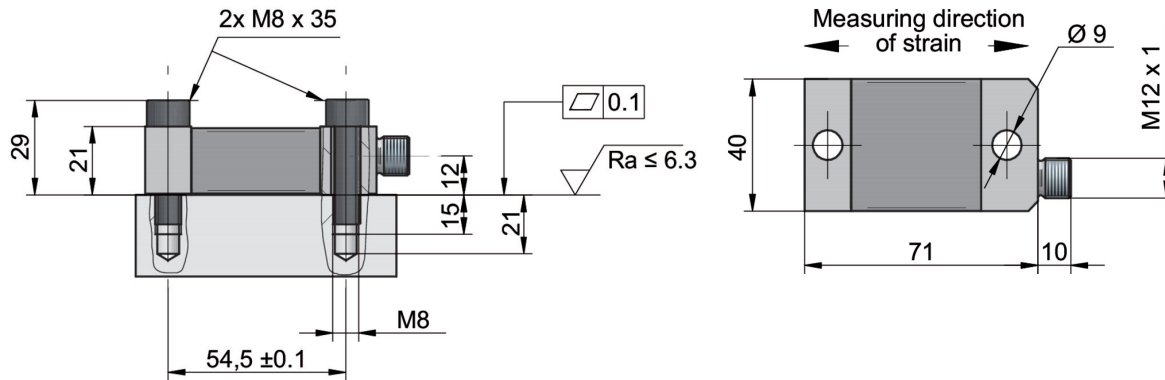 2x M8 x 35
29
21
12
15
21
0.1
Ra ≤ 6.3
M8
54,5 ±0.1
Measuring direction
of strain
Ø 9
M12 x 1
40
71
10